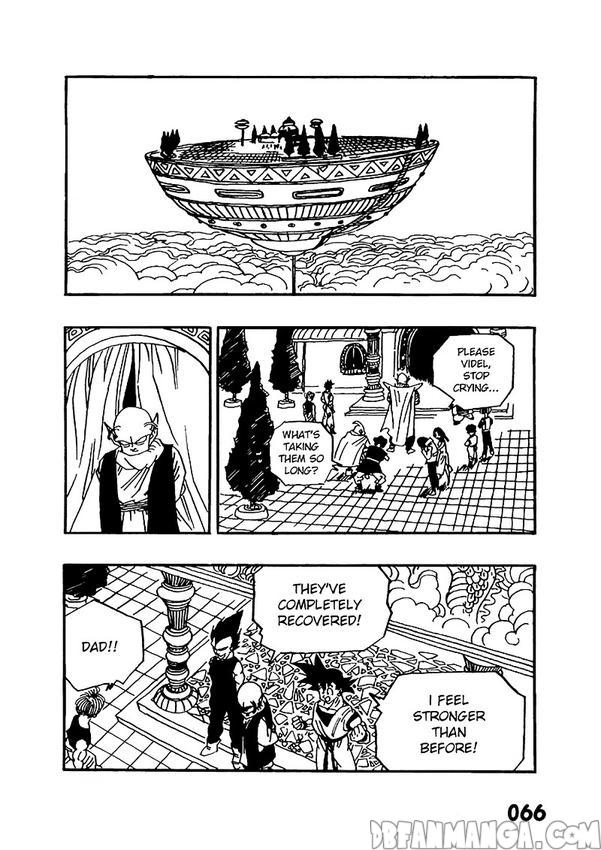 PLEASE
VIDEL,
STOP
CRYING...
WHAT'S
TAKING
THEM SO
LONG?
THEY'VE
COMPLETELY
RECOVERED!
DAD!!
I FEEL
STRONGER
THAN
BEFORE!
066
DBFANMANGA.COM